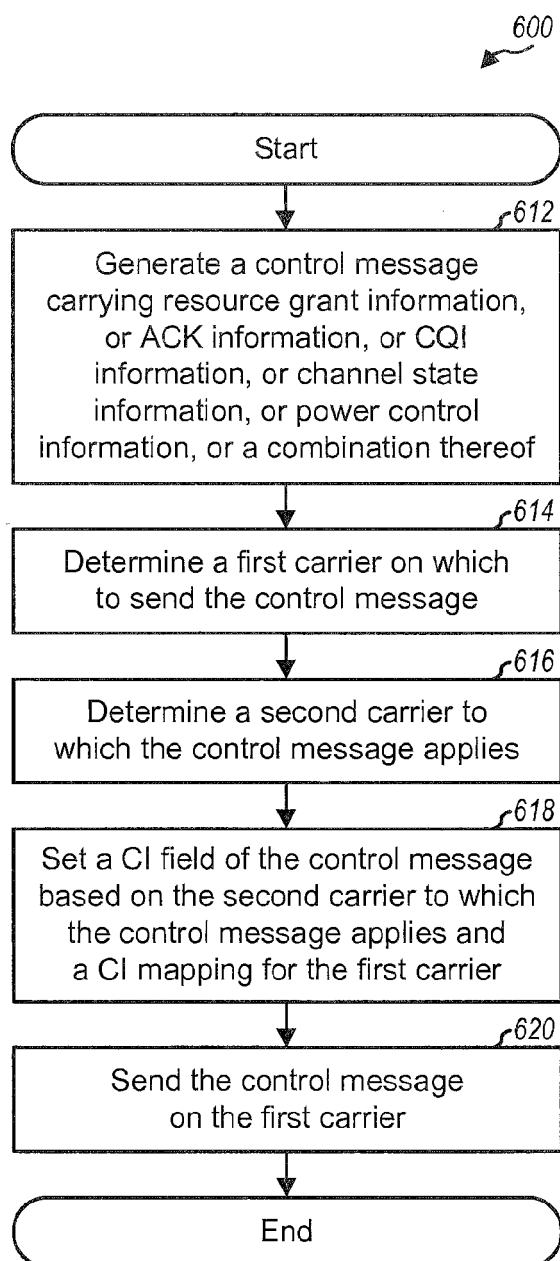 600
Start
612
Generate a control message
carrying resource grant information,
or ACK information, or CQI
information, or channel state
information, or power control
information, or a combination thereof
614
Determine a first carrier on which
to send the control message
616
Determine a second carrier to
which the control message applies
618
Set a CI field of the control message
based on the second carrier to which
the control message applies and
a CI mapping for the first carrier
620
Send the control message
on the first carrier
End